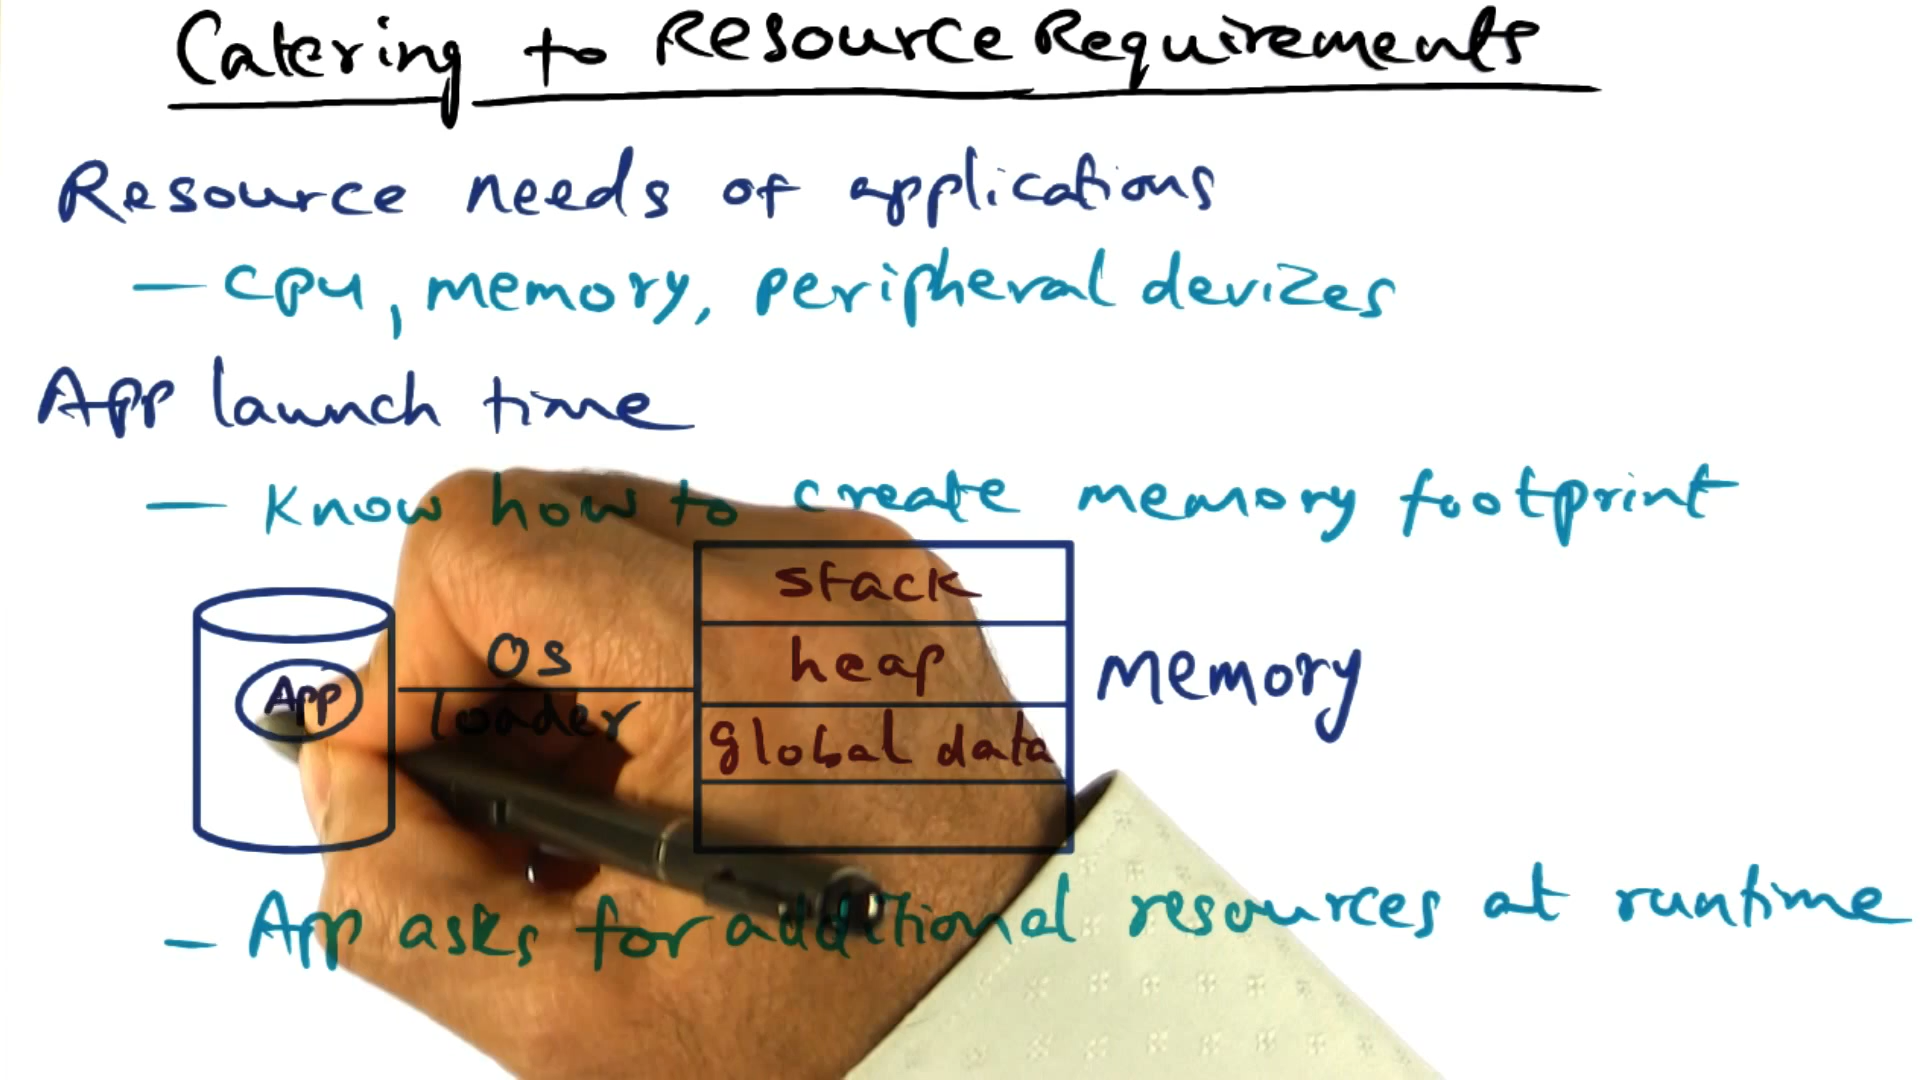 Catering to Resource Requirements
Resource needs of applications
— cpu, memory, peripheral devizes
App launch time
— Know how to create memory footprint
stack
OS
heap
Memory
App
loader
global data
— App asks for additional resources at runtime